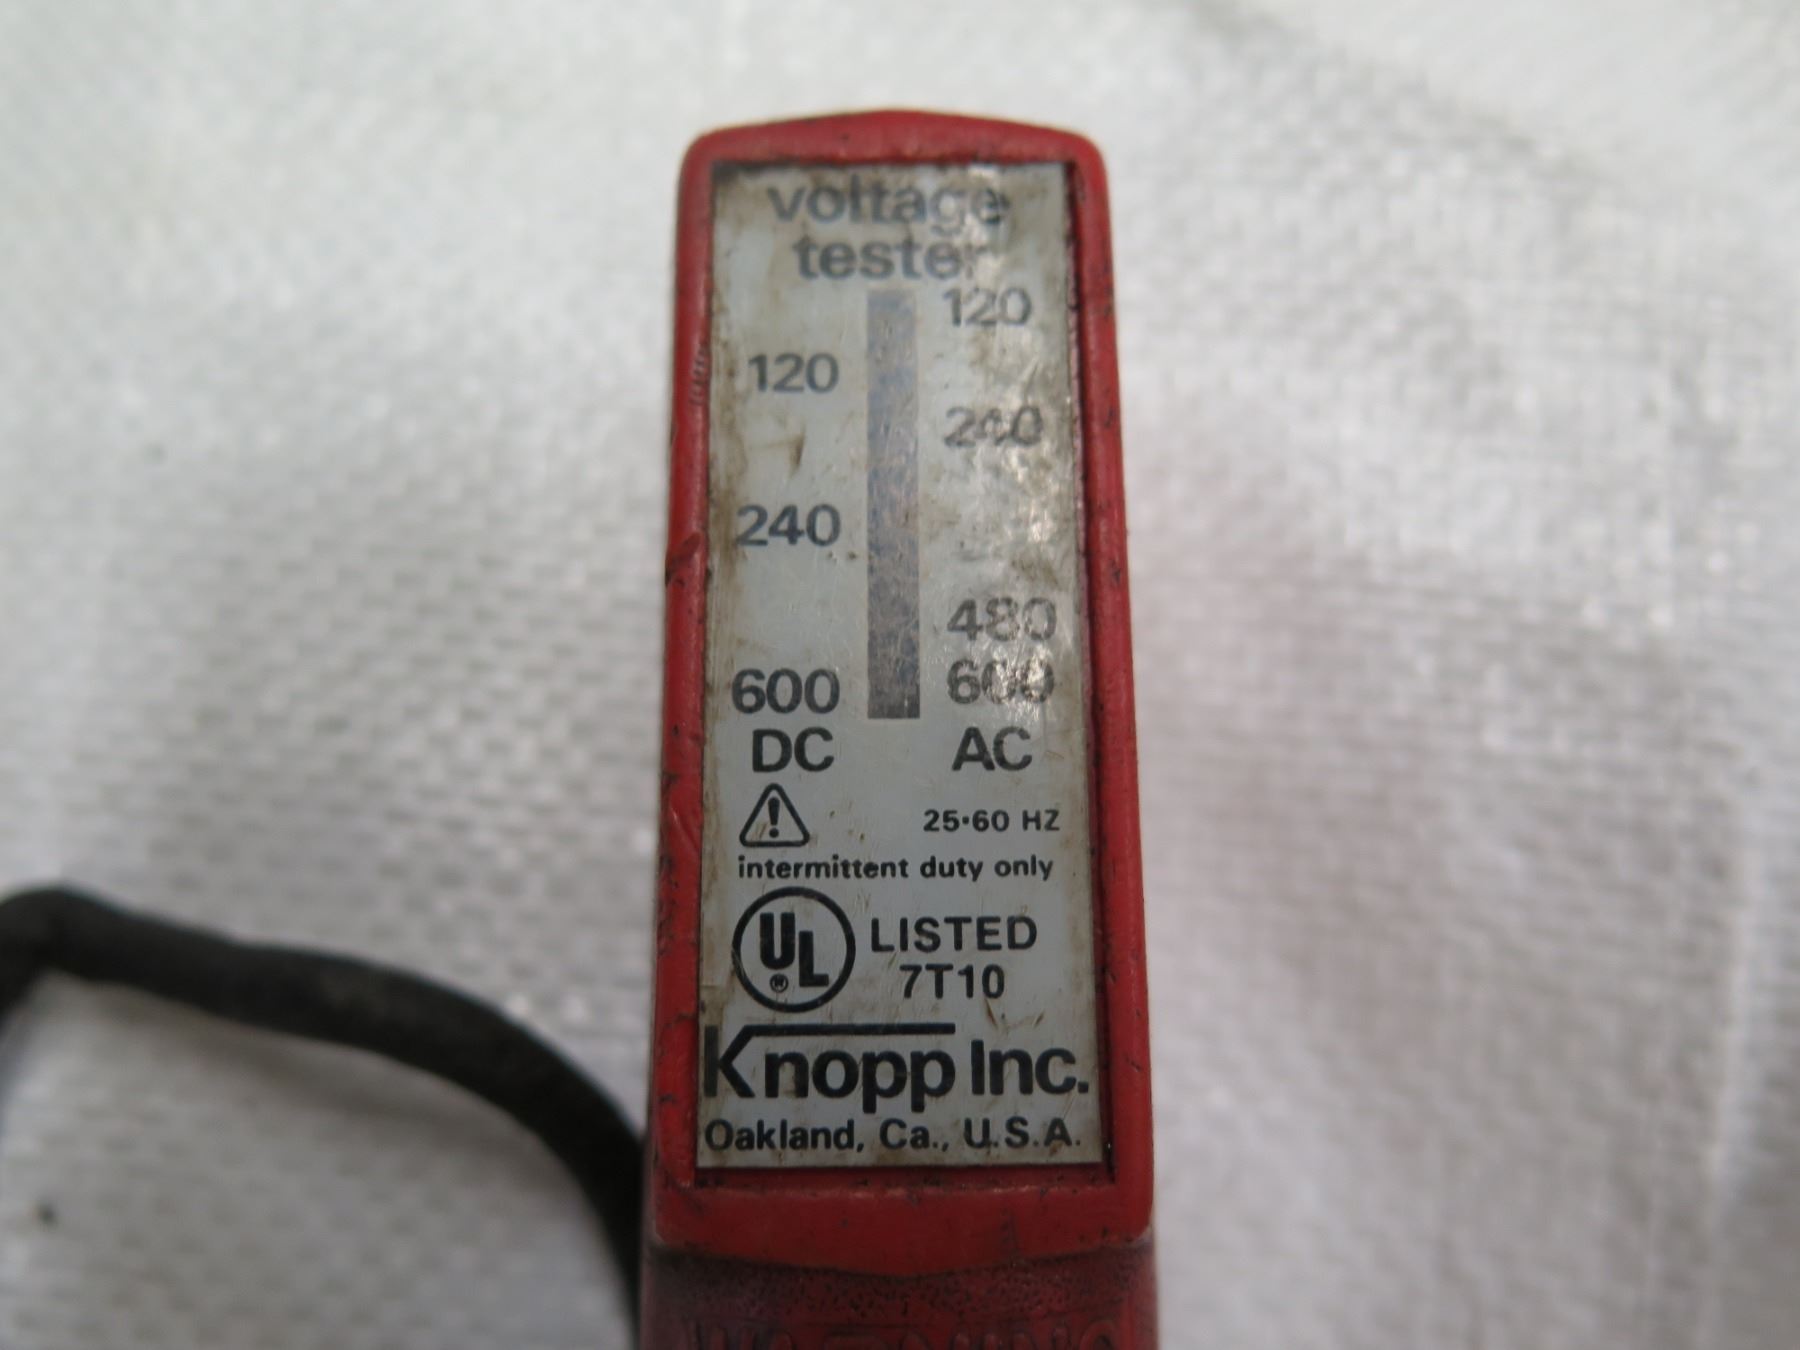 voltage
tester
120
120
240
240
480
600 600
DC AC
25•60 HZ
intermittent duty only
UL LISTED
7T10
Knopp Inc.
Oakland, Ca., U.S.A.
WARNING